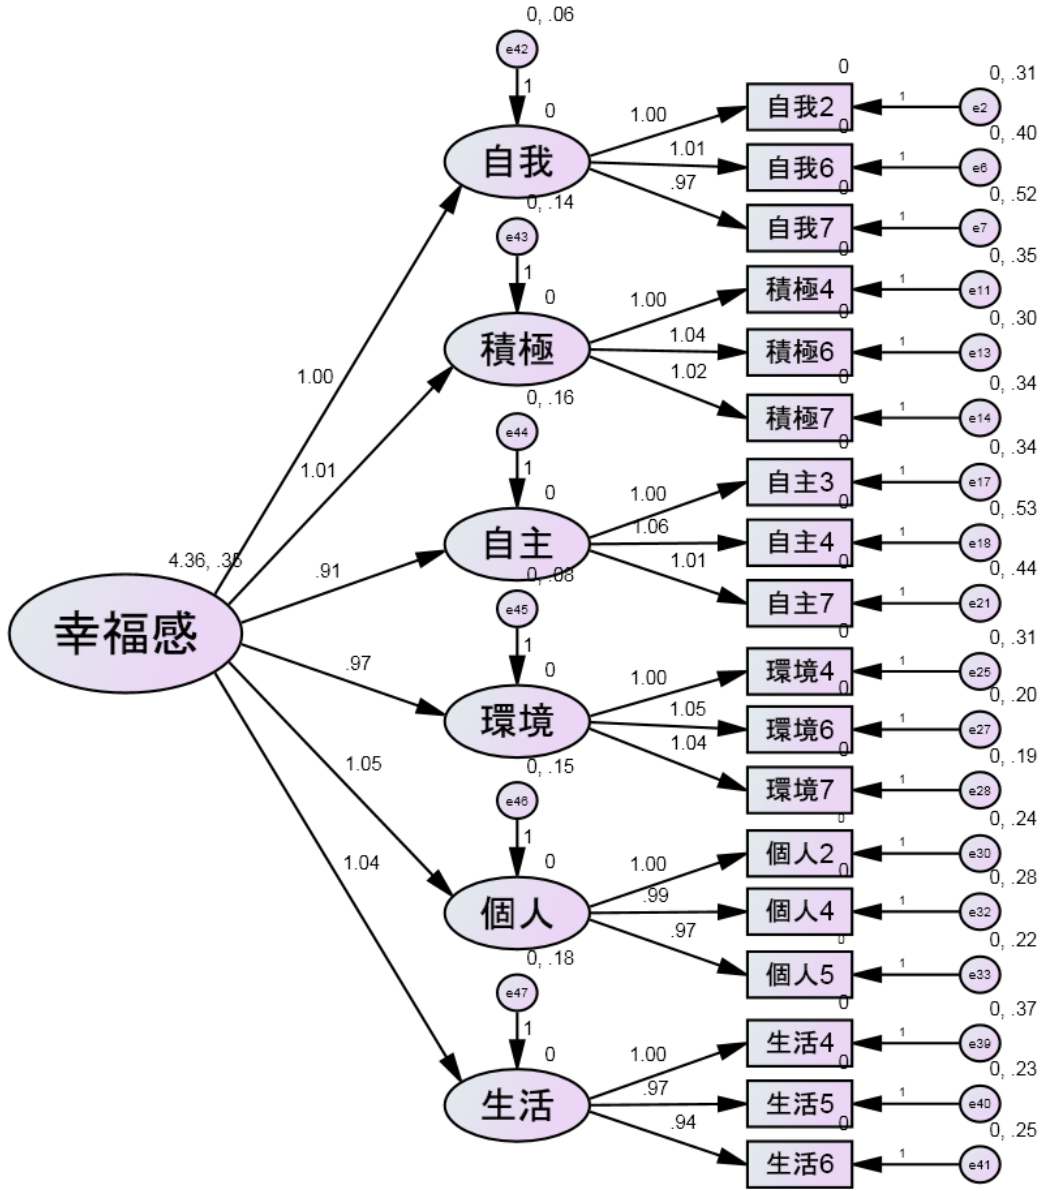 0, .06
e42
1
0
自我
1.00
1.01
.97
0
自我2
1
0, .31
e2
0
自我6
1
0, .40
e6
0
自我7
1
0, .52
e7
0, .14
e43
1
0
積極
1.00
1.04
1.02
0
積極4
1
0, .35
e11
0
積極6
1
0, .30
e13
0
積極7
1
0, .34
e14
0, .16
e44
1
0
自主
1.00
1.06
1.01
0
自主3
1
0, .34
e17
0
自主4
1
0, .53
e18
0
自主7
1
0, .44
e21
4.36, .35
幸福感
1.00
1.01
.91
.97
1.05
1.04
0, .08
e45
1
0
環境
1.00
1.05
1.04
0
環境4
1
0, .31
e25
0
環境6
1
0, .20
e27
0
環境7
1
0, .19
e28
0, .15
e46
1
0
個人
1.00
.99
.97
0
個人2
1
0, .24
e30
0
個人4
1
0, .28
e32
0
個人5
1
0, .22
e33
0, .18
e47
1
0
生活
1.00
.97
.94
0
生活4
1
0, .37
e39
0
生活5
1
0, .23
e40
0
生活6
1
0, .25
e41